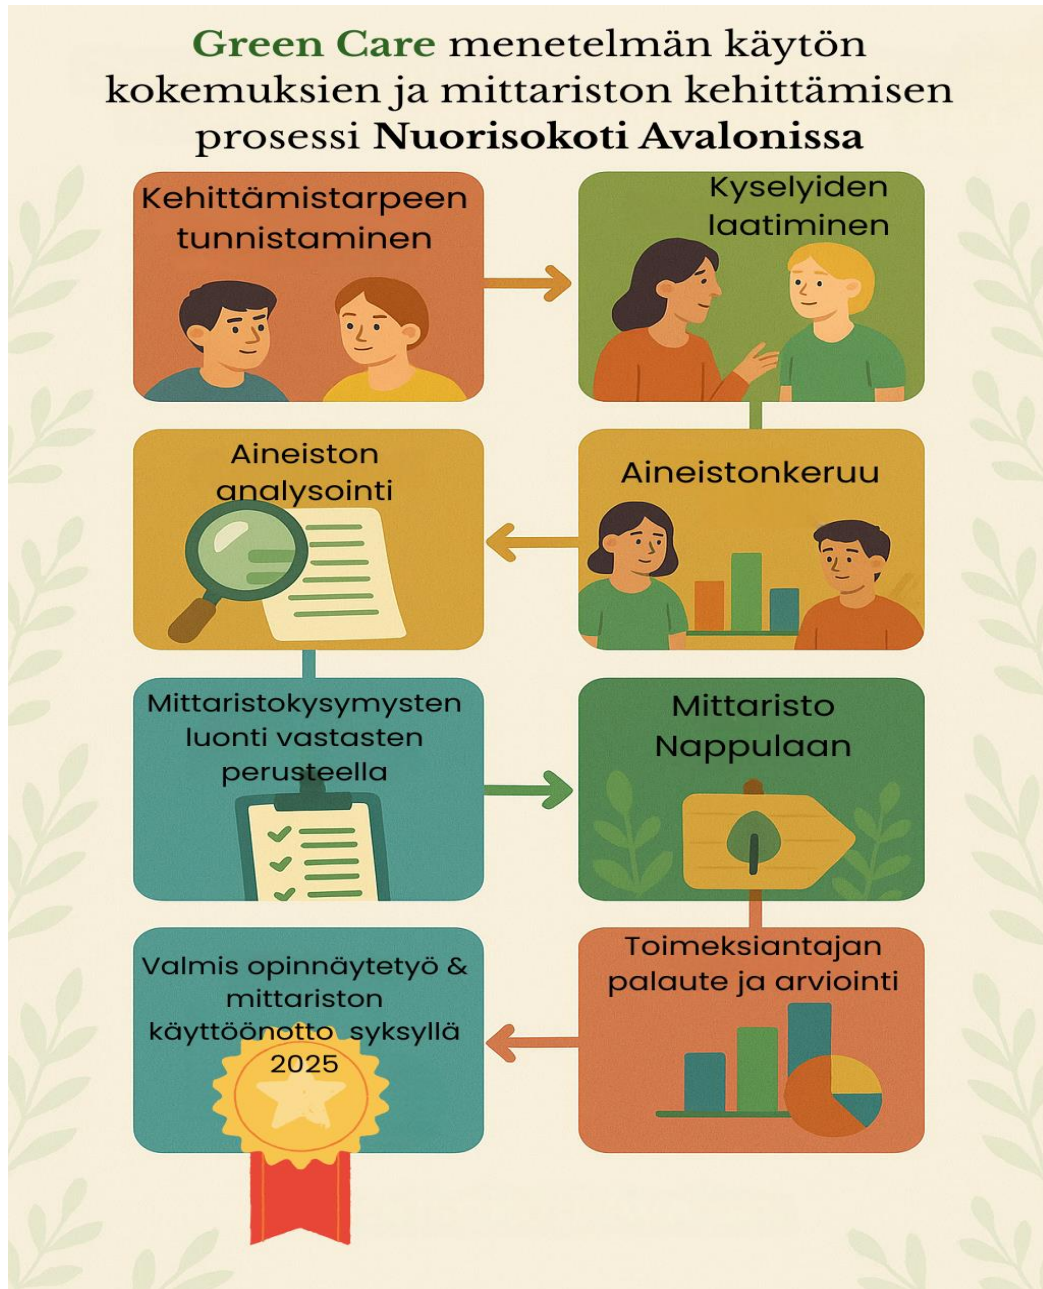 Green Care menetelmän käytön
kokemuksien ja mittariston kehittämisen
prosessi Nuorisokoti Avalonissa
Kehittämistarpeen
tunnistaminen
Kyselyiden
laatiminen
Aineistonkeruu
Aineiston
analysointi
Mittaristokysymysten
luonti vastasten
perusteella
Mittaristo
Nappulaan
Toimeksiantajan
palaute ja arviointi
Valmis opinnäytetyö &
mittariston
käyttöönotto syksyllä
2025